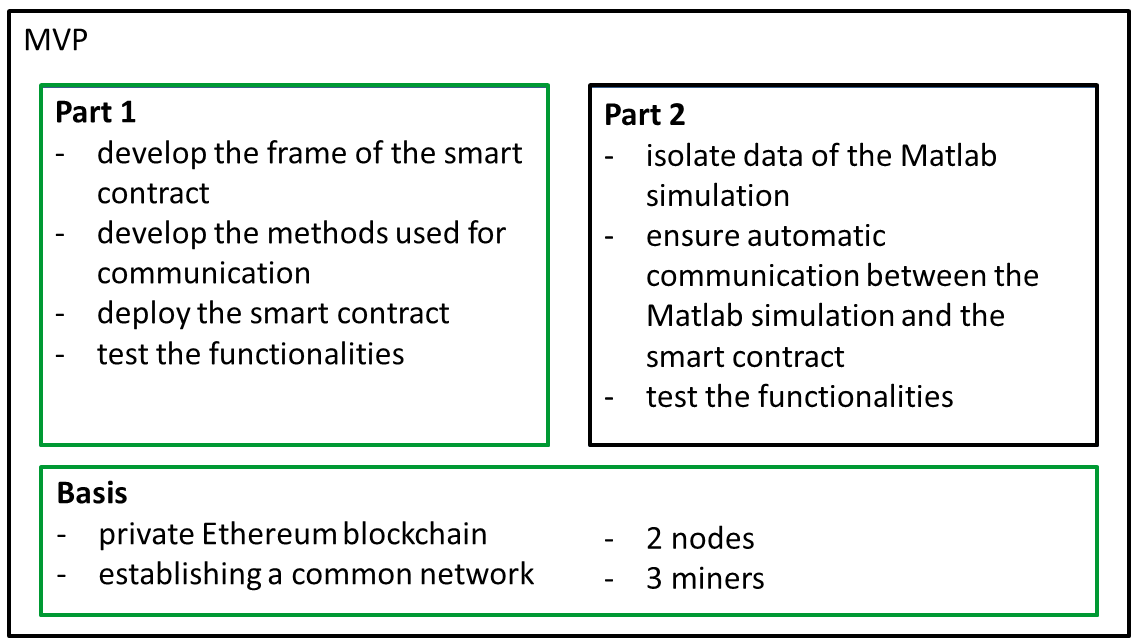 MVP
Part 1
- develop the frame of the smart
contract
- develop the methods used for
communication
- deploy the smart contract
- test the functionalities
Part 2
- isolate data of the Matlab
simulation
- ensure automatic
communication between the
Matlab simulation and the
smart contract
- test the functionalities
Basis
- private Ethereum blockchain
- establishing a common network
- 2 nodes
- 3 miners